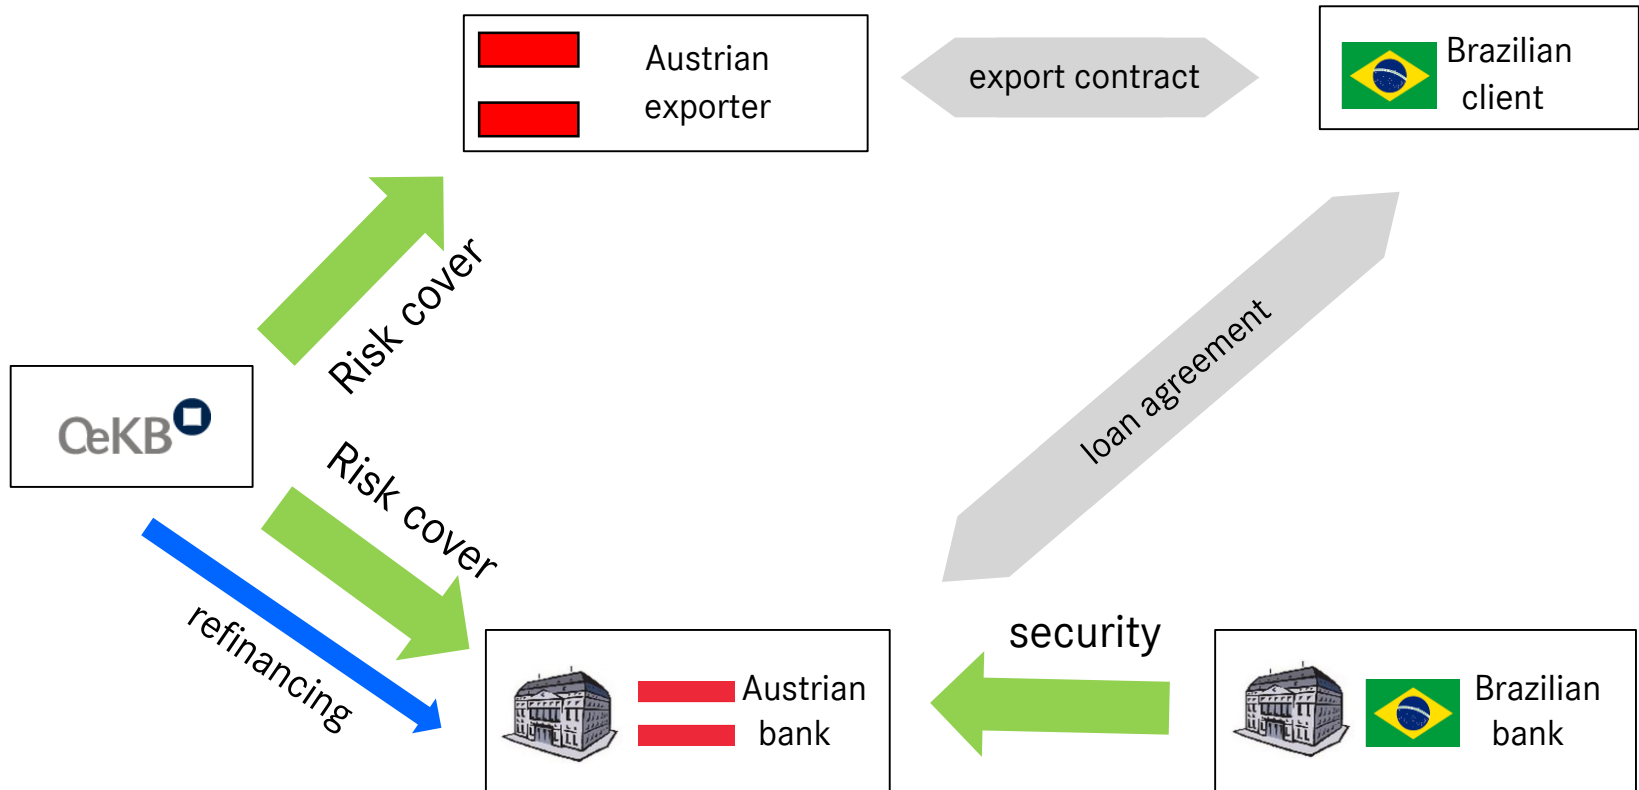 Austrian
exporter
export contract
Brazilian
client
Risk cover
loan agreement
OeKB
Risk cover
refinancing
security
Austrian
bank
Brazilian
bank